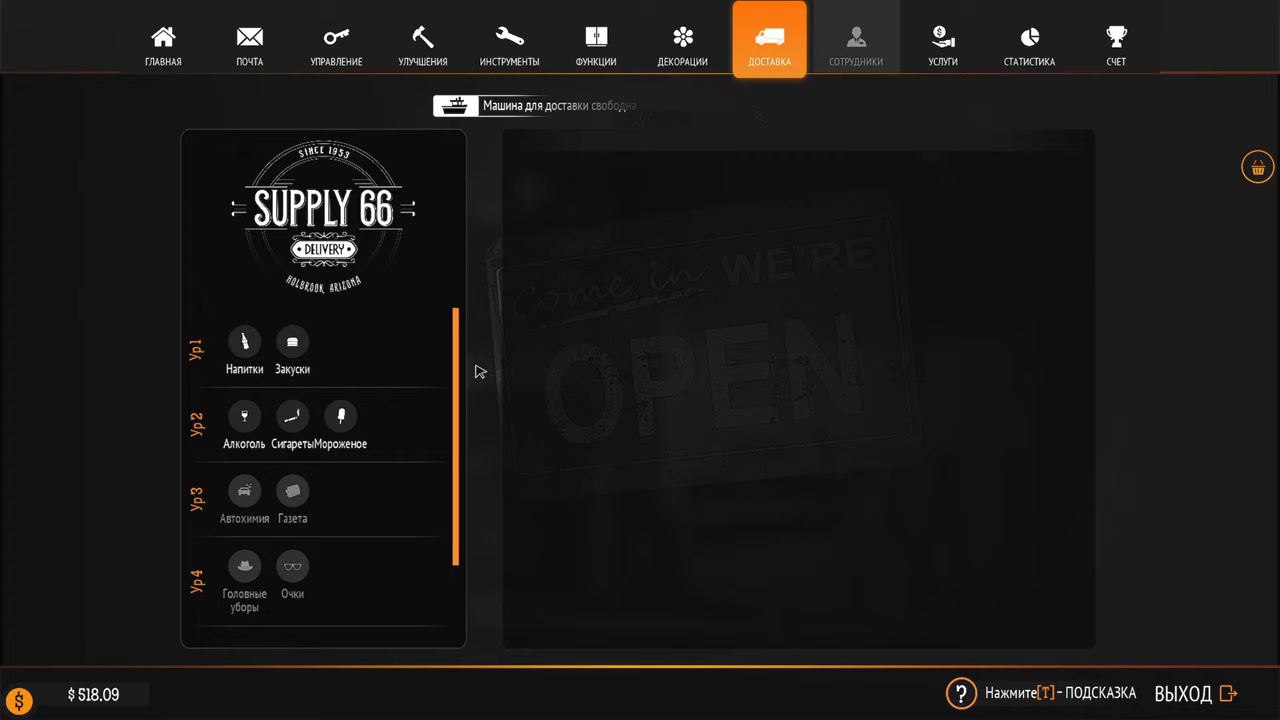 ГЛАВНАЯ
ПОЧТА
УПРАВЛЕНИЕ
УЛУЧШЕНИЯ
ИНСТРУМЕНТЫ
ФУНКЦИИ
ДЕКОРАЦИИ
ДОСТАВКА
СОТРУДНИКИ
УСЛУГИ
СТАТИСТИКА
СЧЕТ
Машина для доставки свободна
SINCE 1953
SUPPLY 66
DELIVERY
HOLBROOK, ARIZONA
Come in WE'RE
OPEN
Ур1
Напитки Закуски
Ур2
Алкоголь Сигареты Мороженое
Ур3
Автохимия Газета
Ур4
Головные уборы Очки
$ 518.09
? Нажмите[T] - ПОДСКАЗКА
ВЫХОД